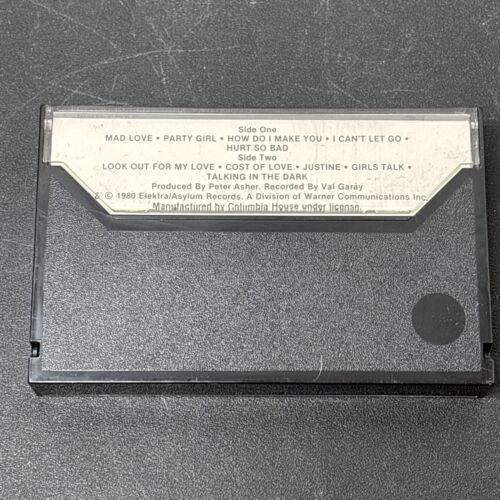 Side One
MAD LOVE • PARTY GIRL • HOW DO I MAKE YOU • I CAN'T LET GO •
HURT SO BAD
Side Two
LOOK OUT FOR MY LOVE • COST OF LOVE • JUSTINE • GIRLS TALK •
TALKING IN THE DARK
Produced By Peter Asher. Recorded By Val Garay
& © 1980 Elektra/Asylum Records. A Division of Warner Communications Inc.
Manufactured by Columbia House under license.